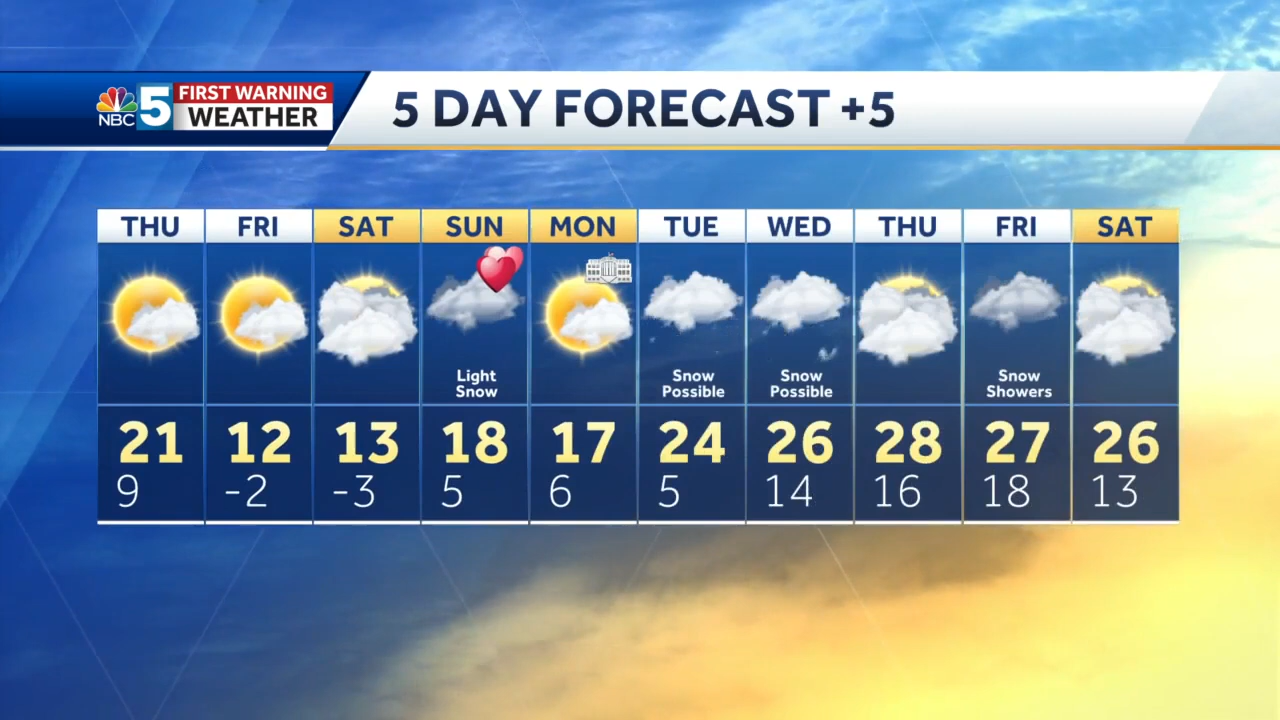 NBC 5 FIRST WARNING
WEATHER
5 DAY FORECAST +5
THU FRI SAT SUN MON TUE WED THU FRI SAT
Light Snow Snow Snow
Snow Possible Possible Showers
21 12 13 18 17 24 26 28 27 26
9 -2 -3 5 6 5 14 16 18 13